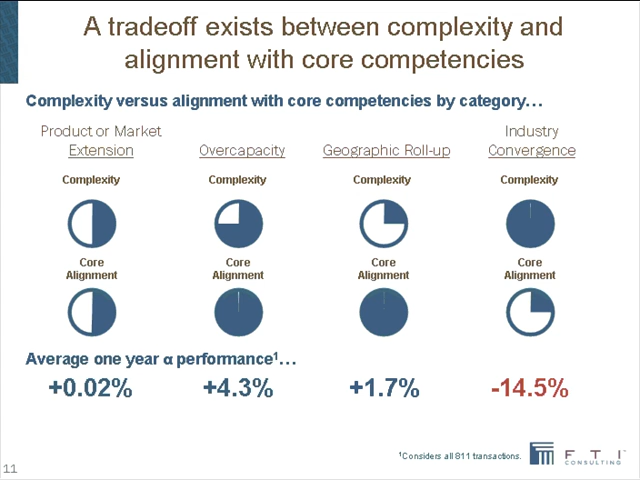 A tradeoff exists between complexity and
alignment with core competencies
Complexity versus alignment with core competencies by category…
Product or Market
Extension
Overcapacity
Geographic Roll-up
Industry
Convergence
Complexity
Complexity
Complexity
Complexity
Core
Alignment
Core
Alignment
Core
Alignment
Core
Alignment
Average one year α performance¹…
+0.02%
+4.3%
+1.7%
-14.5%
¹Considers all 811 transactions.
F T I™
CONSULTING
11